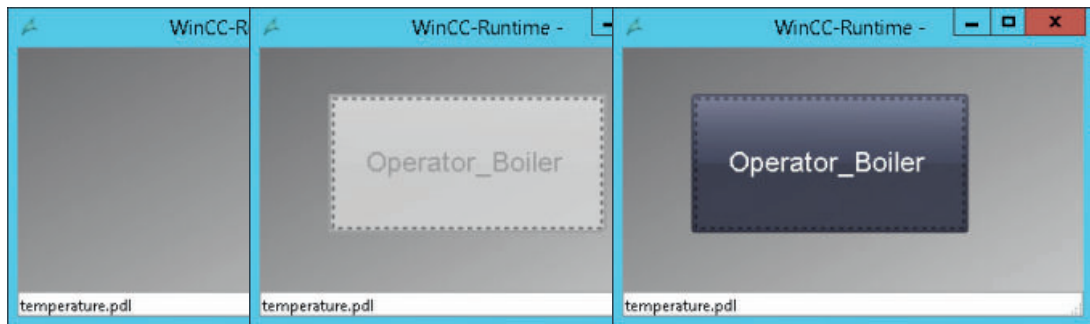 WinCC-R
WinCC-Runtime -
WinCC-Runtime -
Operator_Boiler
Operator_Boiler
temperature.pdl
temperature.pdl
temperature.pdl